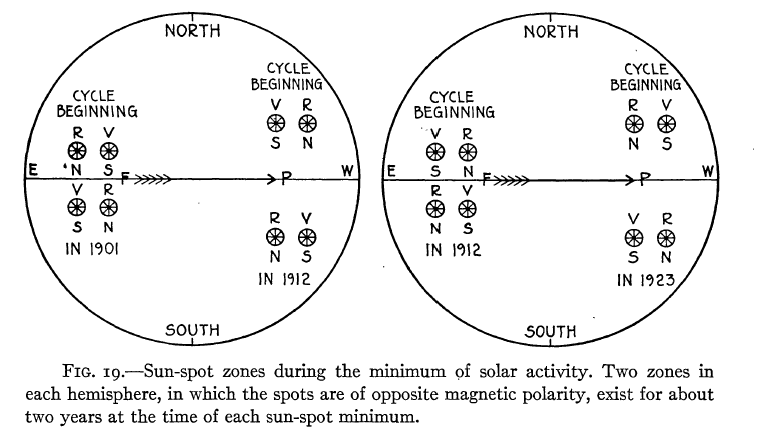 NORTH
CYCLE
BEGINNING
V R
S N
CYCLE
BEGINNING
R V
N S
E F P W
V R
S N
IN 1901
R V
N S
IN 1912
SOUTH
NORTH
CYCLE
BEGINNING
R V
N S
CYCLE
BEGINNING
V R
S N
E F P W
R V
N S
IN 1912
V R
S N
IN 1923
SOUTH
FIG. 19.—Sun-spot zones during the minimum of solar activity. Two zones in
each hemisphere, in which the spots are of opposite magnetic polarity, exist for about
two years at the time of each sun-spot minimum.